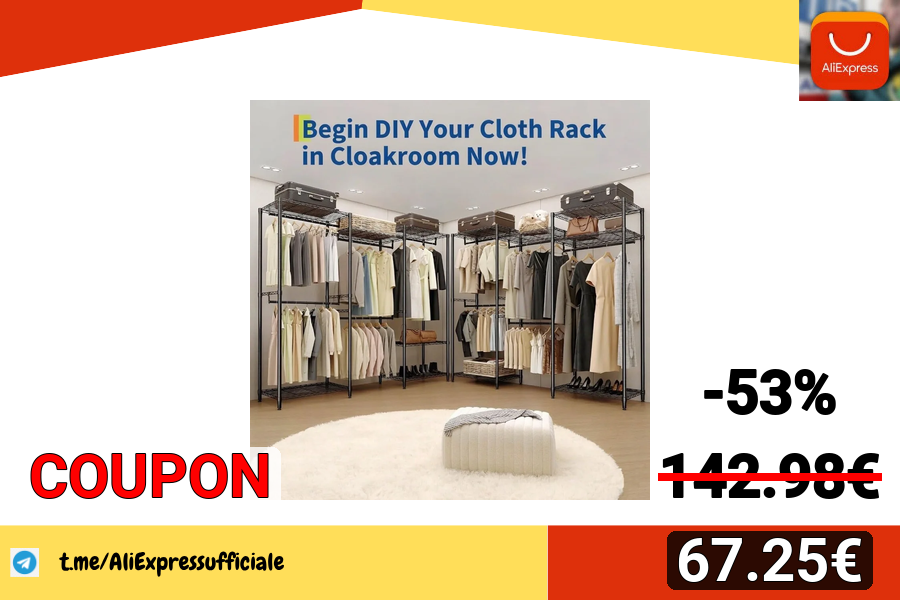 AliExpress
Begin DIY Your Cloth Rack
in Cloakroom Now!
-53%
COUPON
142.98€
t.me/AliExpressufficiale
67.25€